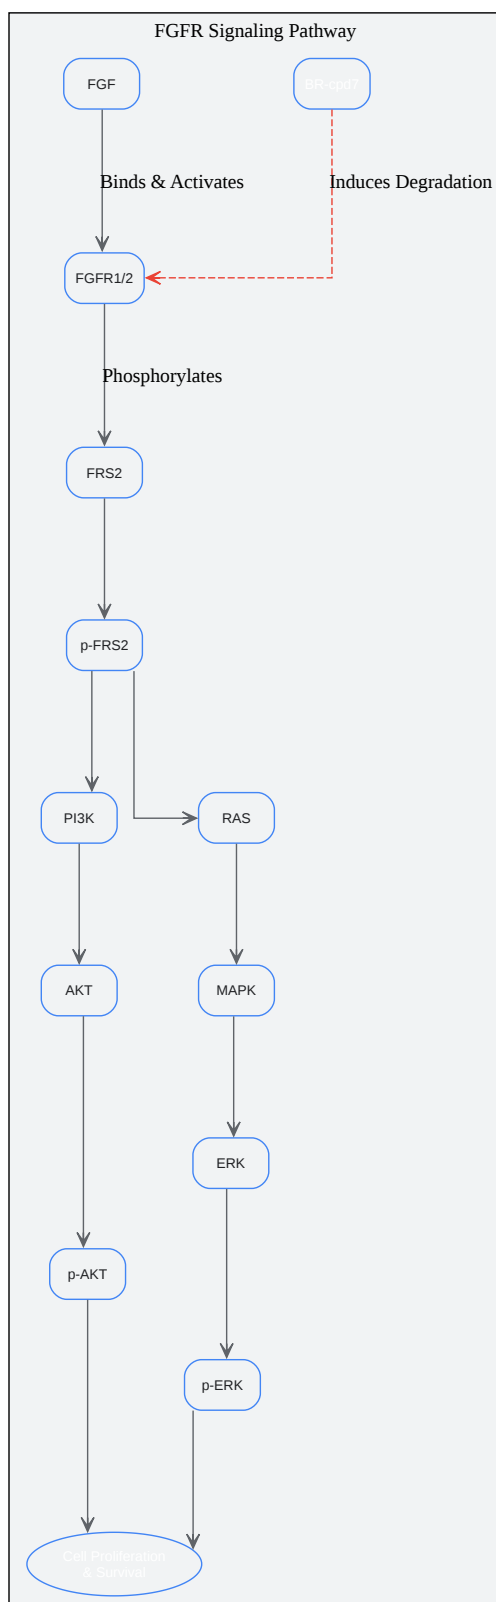 FGFR Signaling Pathway
FGF
BR-cpd7
Binds & Activates
Induces Degradation
FGFR1/2
Phosphorylates
FRS2
p-FRS2
PI3K
RAS
AKT
MAPK
ERK
p-AKT
p-ERK
Cell Proliferation
& Survival